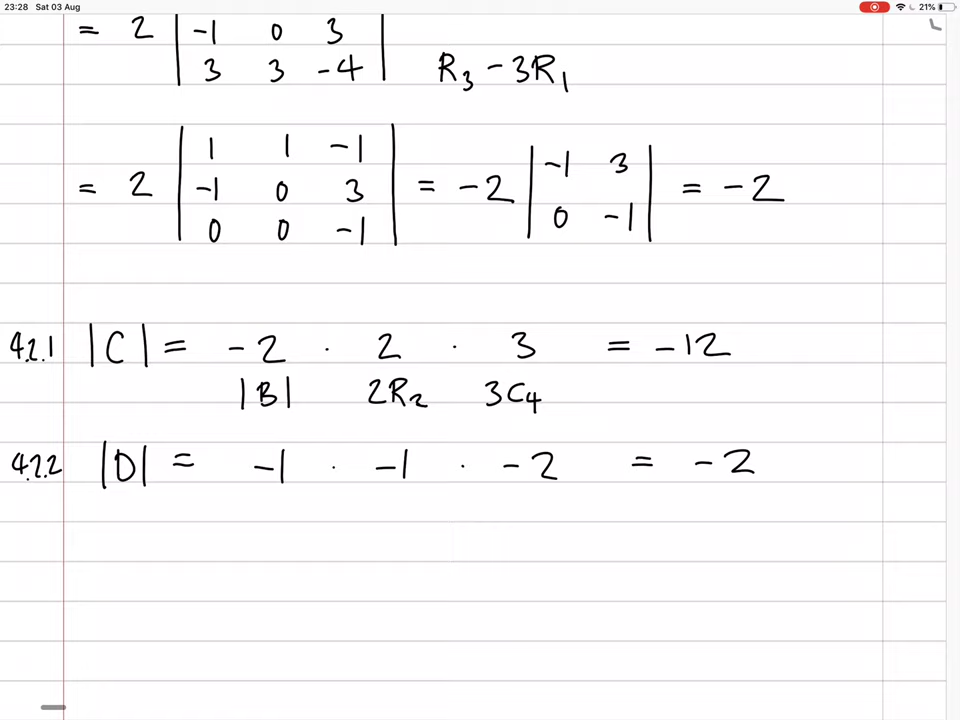 23:28 Sat 03 Aug 21%
= 2 | -1 0 3 |
| 3 3 -4 | R₃ - 3R₁
| 1 1 -1 |
= 2 | -1 0 3 | = -2 | -1 3 | = -2
| 0 0 -1 | | 0 -1 |
4.2.1 |C| = -2 · 2 · 3 = -12
|B| 2R₂ 3C₄
4.2.2 |D| = -1 · -1 · -2 = -2